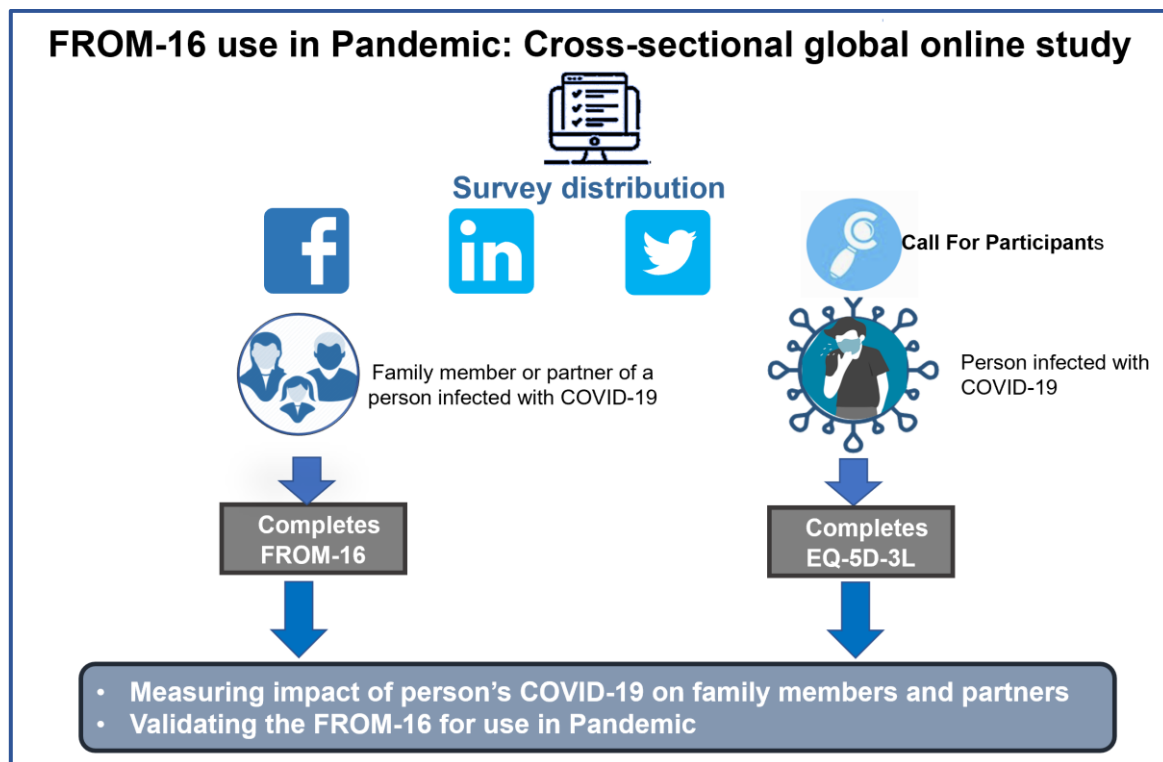 FROM-16 use in Pandemic: Cross-sectional global online study
Survey distribution
f
in
Call For Participants
Family member or partner of a
person infected with COVID-19
Person infected with
COVID-19
Completes
FROM-16
Completes
EQ-5D-3L
• Measuring impact of person’s COVID-19 on family members and partners
• Validating the FROM-16 for use in Pandemic